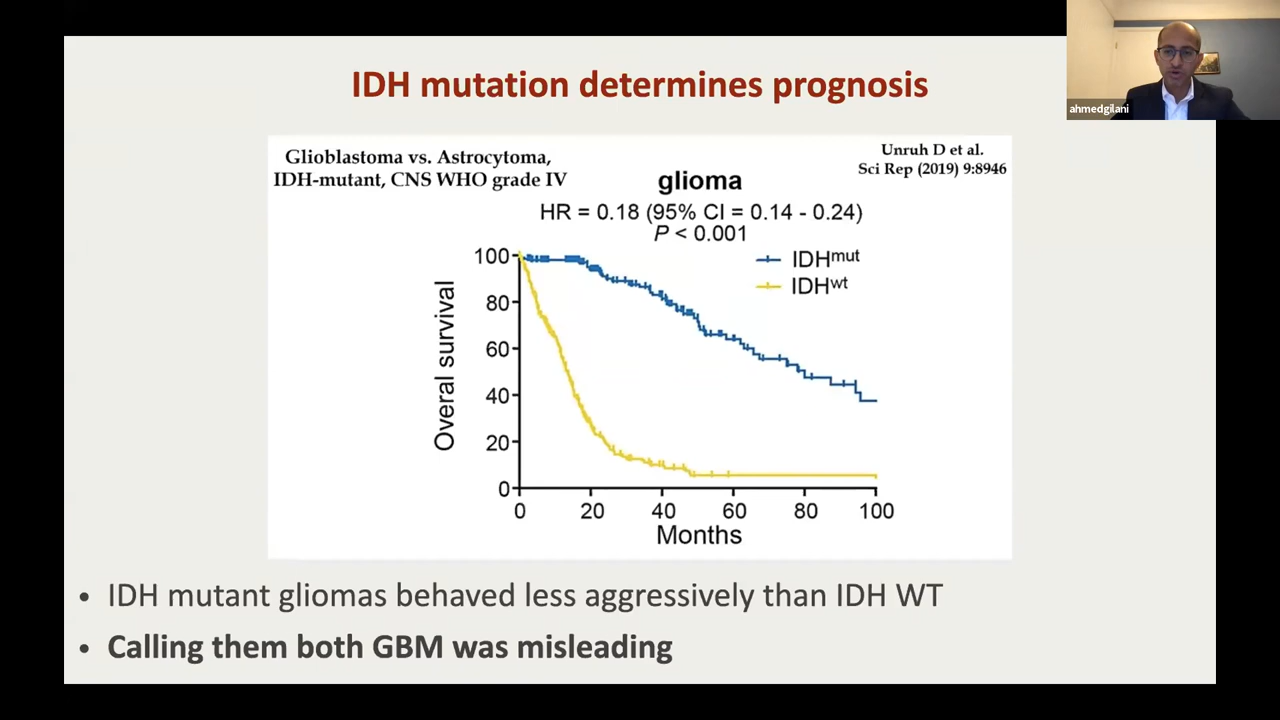 IDH mutation determines prognosis
ahmedgilani
Glioblastoma vs. Astrocytoma,
IDH-mutant, CNS WHO grade IV
Unruh D et al.
Sci Rep (2019) 9:8946
glioma
HR = 0.18 (95% CI = 0.14 - 0.24)
P < 0.001
IDHmut
IDHwt
Overal survival
100
80
60
40
20
0
0 20 40 60 80 100
Months
• IDH mutant gliomas behaved less aggressively than IDH WT
• Calling them both GBM was misleading